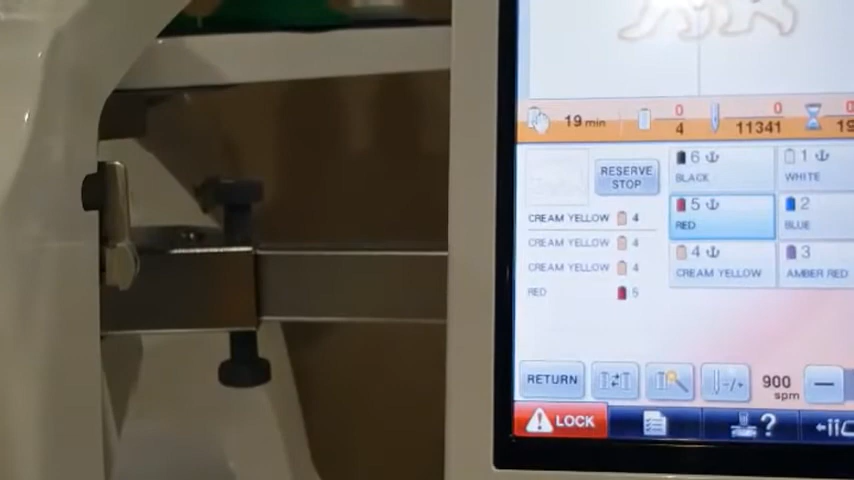 19 min 0 4 0 11341 0 19
RESERVE STOP
6 BLACK
1 WHITE
5 RED
2 BLUE
4 CREAM YELLOW
3 AMBER RED
CREAM YELLOW 4
CREAM YELLOW 4
CREAM YELLOW 4
RED 5
RETURN
-/+
900 spm
−
LOCK
?